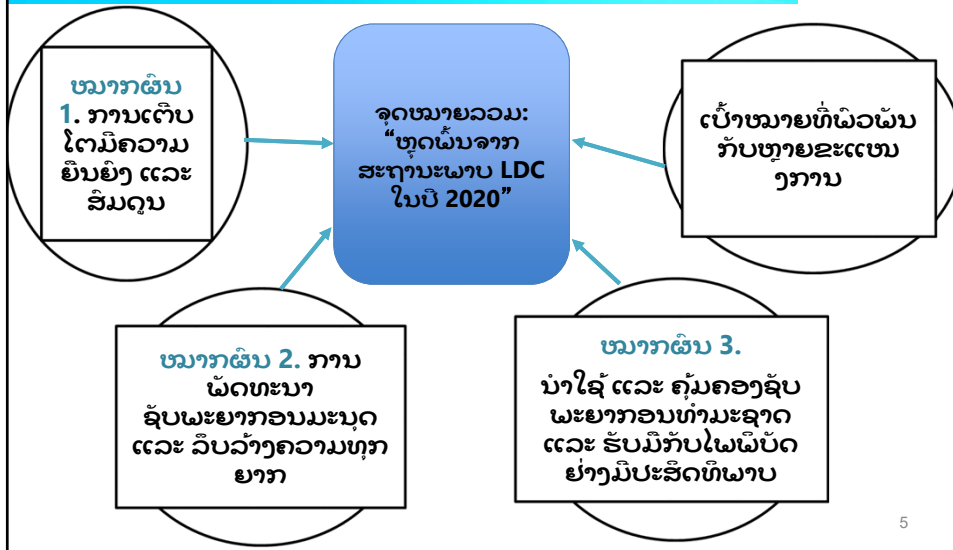 ໝາກຜົນ
1. ການເຕີບ
ໂຕມີຄວາມ
ຍືນຍົງ ແລະ
ສົມດູນ
ຈຸດໝາຍລວມ:
“ຫຼຸດພົ້ນຈາກ
ສະຖານະພາບ LDC
ໃນປີ 2020”
ເປົ້າໝາຍທີ່ພົວພັນ
ກັບຫຼາຍຂະແໜ
ງການ
ໝາກຜົນ 2. ການ
ພັດທະນາ
ຊັບພະຍາກອນມະນຸດ
ແລະ ລຶບລ້າງຄວາມທຸກ
ຍາກ
ໝາກຜົນ 3.
ນໍາໃຊ້ ແລະ ຄຸ້ມຄອງຊັບ
ພະຍາກອນທໍາມະຊາດ
ແລະ ຮັບມືກັບໄພພິບັດ
ຢ່າງມີປະສິດທິພາບ
5